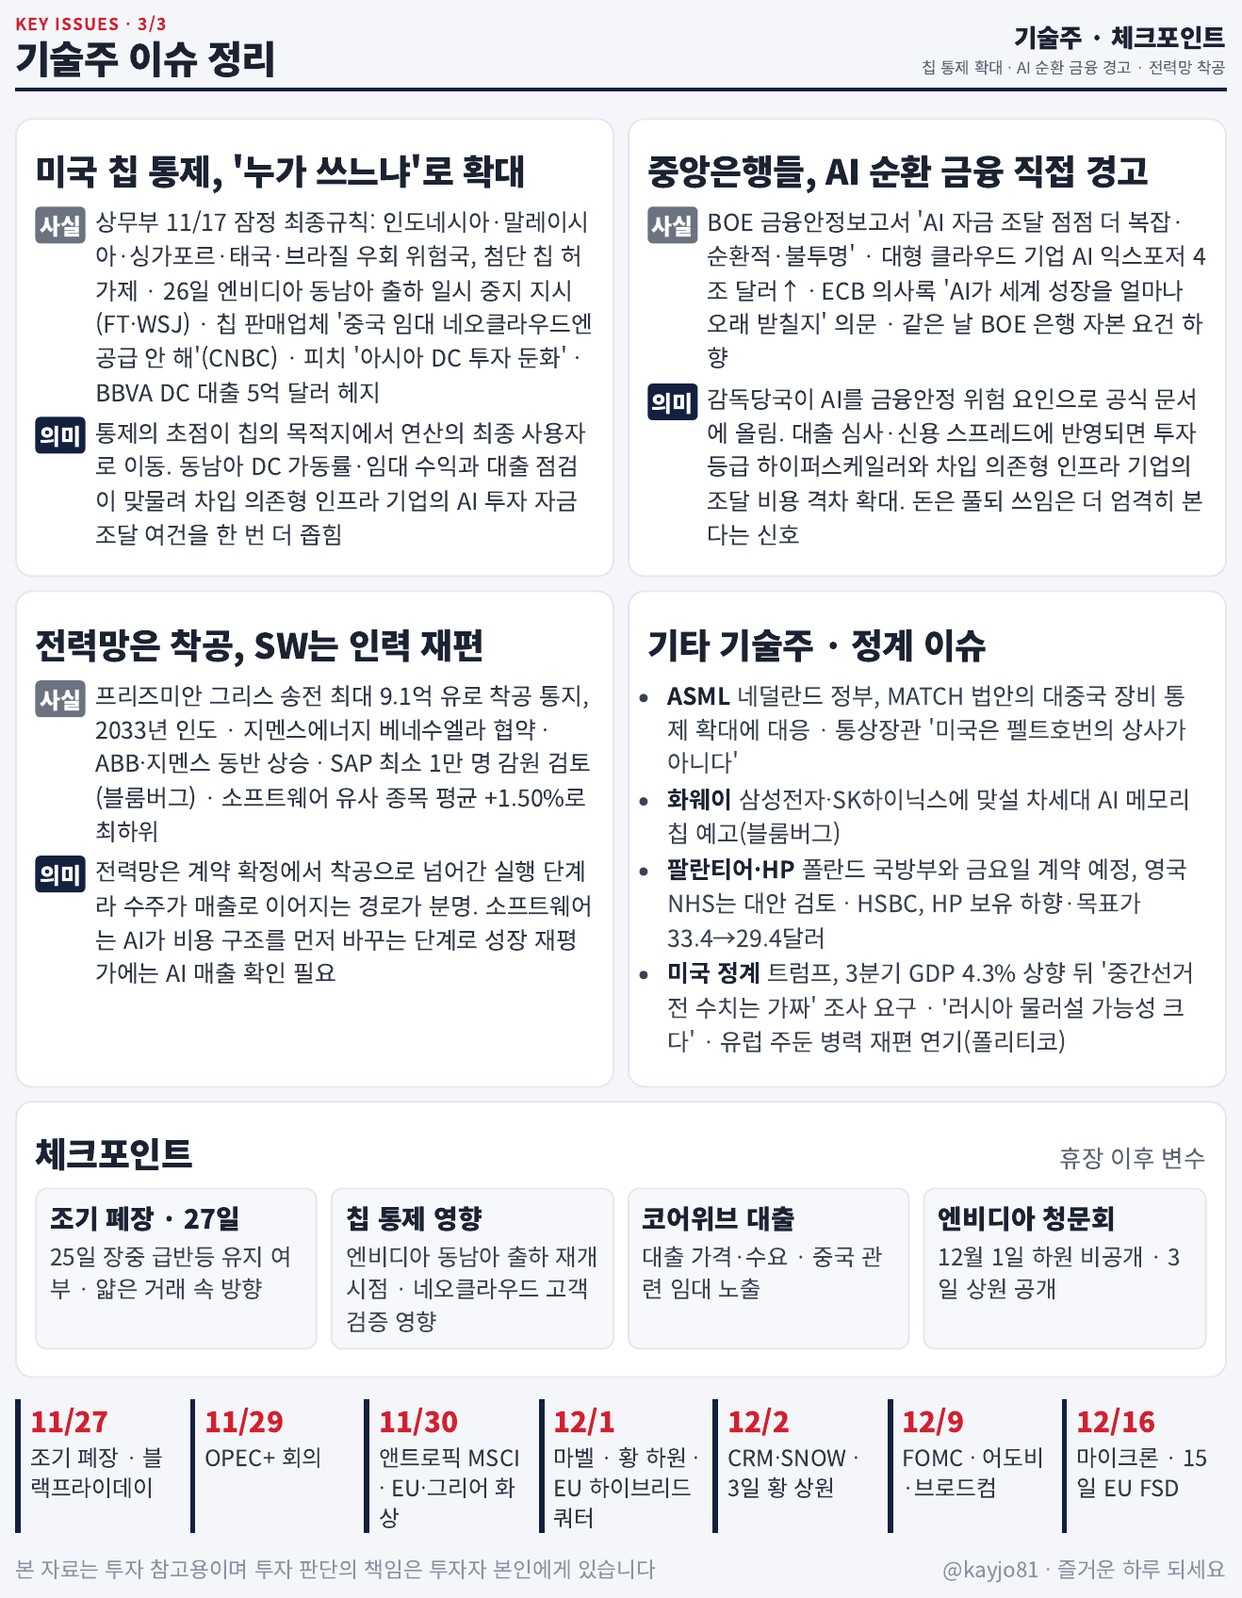 KEY ISSUES · 3/3
기술주 이슈 정리
기술주 · 체크포인트
칩 통제 확대 · AI 순환 금융 경고 · 전력망 착공
미국 칩 통제, '누가 쓰느냐'로 확대
사실
상무부 11/17 잠정 최종규칙: 인도네시아·말레이시
아·싱가포르·태국·브라질 우회 위험국, 첨단 칩 허
가제 · 26일 엔비디아 동남아 출하 일시 중지 지시
(FT·WSJ) · 칩 판매업체 '중국 임대 네오클라우드엔
공급 안 해'(CNBC) · 피치 '아시아 DC 투자 둔화' ·
BBVA DC 대출 5억 달러 헤지
의미
통제의 초점이 칩의 목적지에서 연산의 최종 사용자
로 이동. 동남아 DC 가동률·임대 수익과 대출 점검
이 맞물려 차입 의존형 인프라 기업의 AI 투자 자금
조달 여건을 한 번 더 좁힘
중앙은행들, AI 순환 금융 직접 경고
사실
BOE 금융안정보고서 'AI 자금 조달 점점 더 복잡·
순환적·불투명' · 대형 클라우드 기업 AI 익스포저 4
조 달러↑ · ECB 의사록 'AI가 세계 성장을 얼마나
오래 받칠지' 의문 · 같은 날 BOE 은행 자본 요건 하
향
의미
감독당국이 AI를 금융안정 위험 요인으로 공식 문서
에 올림. 대출 심사·신용 스프레드에 반영되면 투자
등급 하이퍼스케일러와 차입 의존형 인프라 기업의
조달 비용 격차 확대. 돈은 풀되 쓰임은 더 엄격히 본
다는 신호
전력망은 착공, SW는 인력 재편
사실
프리즈미안 그리스 송전 최대 9.1억 유로 착공 통지,
2033년 인도 · 지멘스에너지 베네수엘라 협약 ·
ABB·지멘스 동반 상승 · SAP 최소 1만 명 감원 검토
(블룸버그) · 소프트웨어 유사 종목 평균 +1.50%로
최하위
의미
전력망은 계약 확정에서 착공으로 넘어간 실행 단계
라 수주가 매출로 이어지는 경로가 분명. 소프트웨어
는 AI가 비용 구조를 먼저 바꾸는 단계로 성장 재평
가에는 AI 매출 확인 필요
기타 기술주 · 정계 이슈
• ASML 네덜란드 정부, MATCH 법안의 대중국 장비 통
제 확대에 대응 · 통상장관 '미국은 펠트호번의 상사가
아니다'
• 화웨이 삼성전자·SK하이닉스에 맞설 차세대 AI 메모리
칩 예고(블룸버그)
• 팔란티어·HP 폴란드 국방부와 금요일 계약 예정, 영국
NHS는 대안 검토 · HSBC, HP 보유 하향·목표가
33.4→29.4달러
• 미국 정계 트럼프, 3분기 GDP 4.3% 상향 뒤 '중간선거
전 수치는 가짜' 조사 요구 · '러시아 물러설 가능성 크
다' · 유럽 주둔 병력 재편 연기(폴리티코)
체크포인트
휴장 이후 변수
조기 폐장 · 27일
25일 장중 급반등 유지 여
부 · 얇은 거래 속 방향
칩 통제 영향
엔비디아 동남아 출하 재개
시점 · 네오클라우드 고객
검증 영향
코어위브 대출
대출 가격·수요 · 중국 관
련 임대 노출
엔비디아 청문회
12월 1일 하원 비공개 · 3
일 상원 공개
11/27
조기 폐장 · 블
랙프라이데이
11/29
OPEC+ 회의
11/30
앤트로픽 MSCI
· EU·그리어 화
상
12/1
마벨 · 황 하원 ·
EU 하이브리드
쿼터
12/2
CRM·SNOW ·
3일 황 상원
12/9
FOMC · 어도비
·브로드컴
12/16
마이크론 · 15
일 EU FSD
본 자료는 투자 참고용이며 투자 판단의 책임은 투자자 본인에게 있습니다
@kayjo81 · 즐거운 하루 되세요